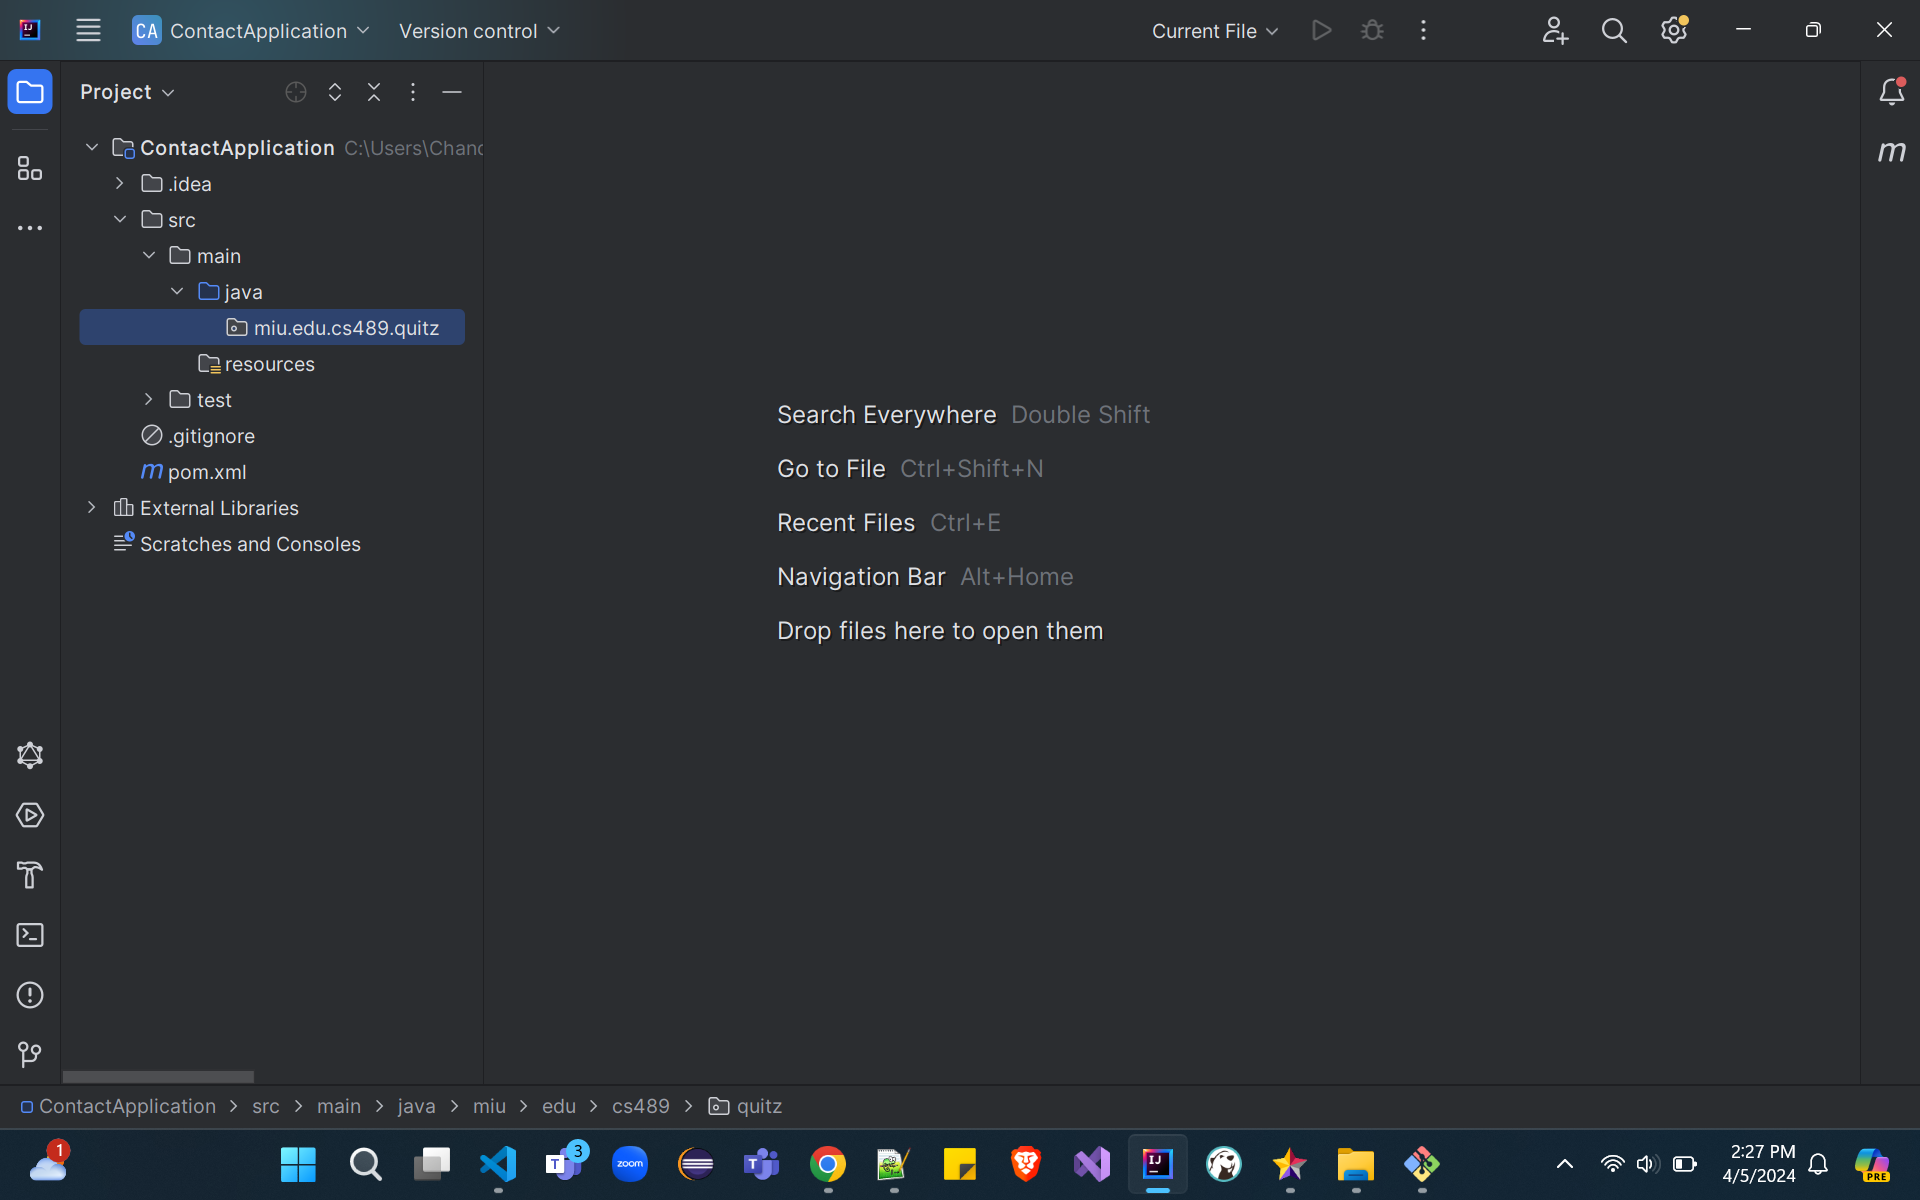 CA ContactApplication Version control Current File
Project
ContactApplication C:\Users\Chanc
.idea
src
main
java
miu.edu.cs489.quitz
resources
test
.gitignore
m pom.xml
External Libraries
Scratches and Consoles
m
Search Everywhere Double Shift
Go to File Ctrl+Shift+N
Recent Files Ctrl+E
Navigation Bar Alt+Home
Drop files here to open them
ContactApplication > src > main > java > miu > edu > cs489 > quitz
1
T 3
zoom
T
IJ
2:27 PM
4/5/2024
PRE